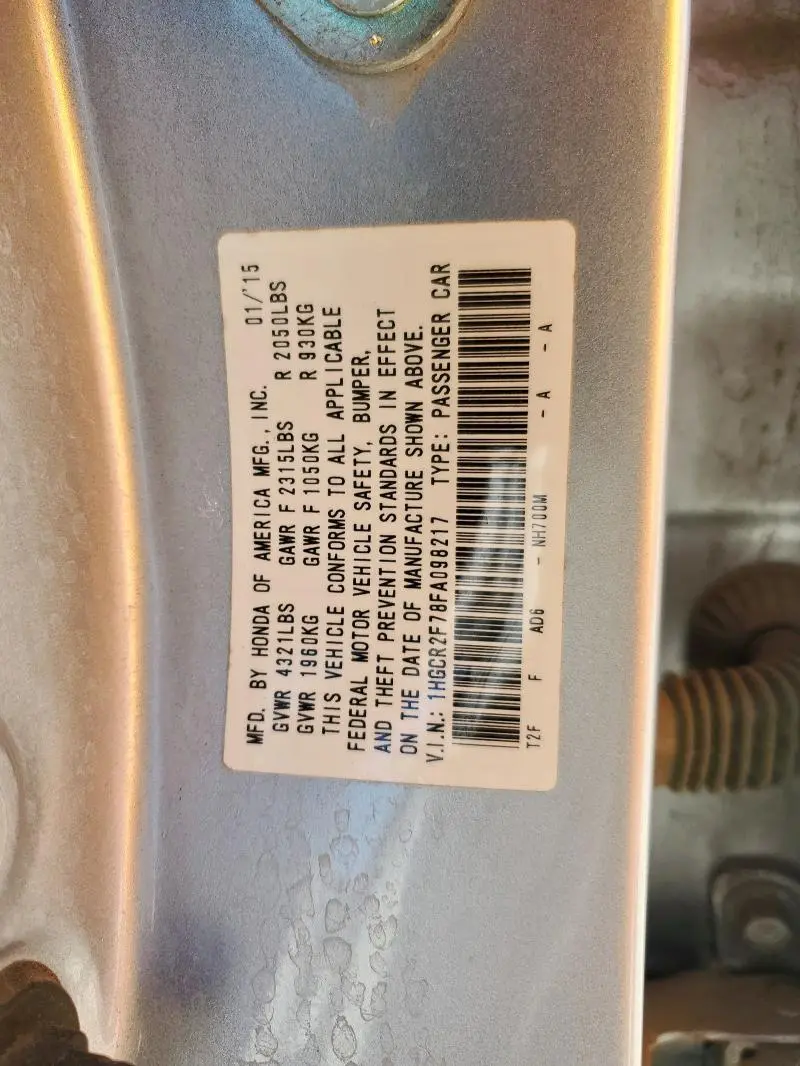 MFD. BY HONDA OF AMERICA MFG., INC. 01/'15
GVWR 4321LBS GAWR F 2315LBS R 2050LBS
GVWR 1960KG GAWR F 1050KG R 930KG
THIS VEHICLE CONFORMS TO ALL APPLICABLE
FEDERAL MOTOR VEHICLE SAFETY, BUMPER,
AND THEFT PREVENTION STANDARDS IN EFFECT
ON THE DATE OF MANUFACTURE SHOWN ABOVE.
V.I.N.: 1HGCR2F78FA098217 TYPE: PASSENGER CAR
T2F F AD6 - NH700M - A - A